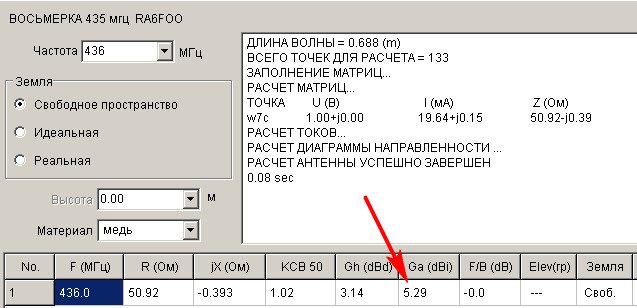 ВОСЬМЕРКА 435 мгц RA6FOO
Частота 436 МГц
Земля
Свободное пространство
Идеальная
Реальная
Высота 0.00 м
Материал медь
ДЛИНА ВОЛНЫ = 0.688 (m)
ВСЕГО ТОЧЕК ДЛЯ РАСЧЕТА = 133
ЗАПОЛНЕНИЕ МАТРИЦ...
РАСЧЕТ МАТРИЦ...
ТОЧКА U (В) I (мА) Z (Ом)
w7c 1.00+j0.00 19.64+j0.15 50.92-j0.39
РАСЧЕТ ТОКОВ...
РАСЧЕТ ДИАГРАММЫ НАПРАВЛЕННОСТИ ...
РАСЧЕТ АНТЕННЫ УСПЕШНО ЗАВЕРШЕН
0.08 sec
No. F (МГц) R (Ом) jX (Ом) КСВ 50 Gh (dBd) Ga (dBi) F/B (dB) Elev(гр) Земля
1 436.0 50.92 -0.393 1.02 3.14 5.29 -0.0 --- Своб.